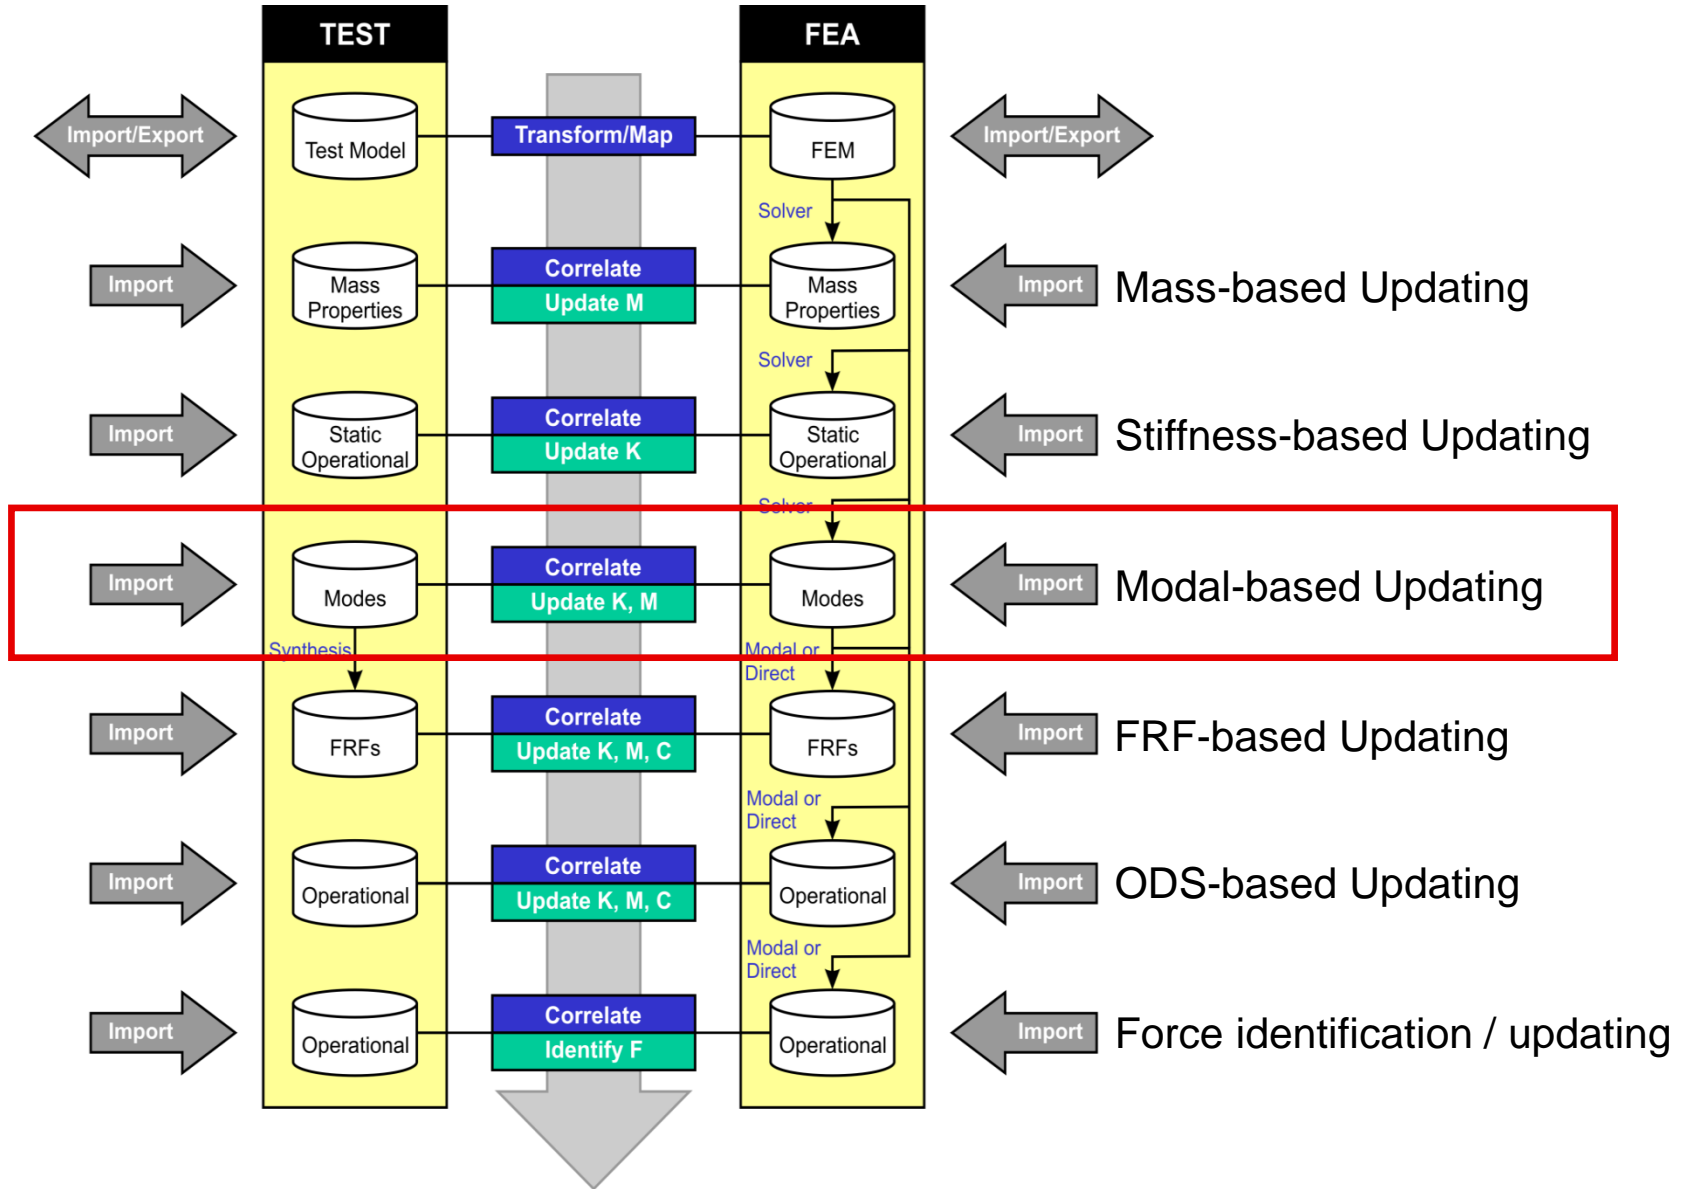 TEST
FEA
Import/Export
Test Model
Transform/Map
FEM
Import/Export
Solver
Import
Mass
Properties
Correlate
Update M
Mass
Properties
Import
Mass-based Updating
Solver
Import
Static
Operational
Correlate
Update K
Static
Operational
Import
Stiffness-based Updating
Solver
Import
Modes
Correlate
Update K, M
Modes
Import
Modal-based Updating
Synthesis
Modal or
Direct
Import
FRFs
Correlate
Update K, M, C
FRFs
Import
FRF-based Updating
Modal or
Direct
Import
Operational
Correlate
Update K, M, C
Operational
Import
ODS-based Updating
Modal or
Direct
Import
Operational
Correlate
Identify F
Operational
Import
Force identification / updating